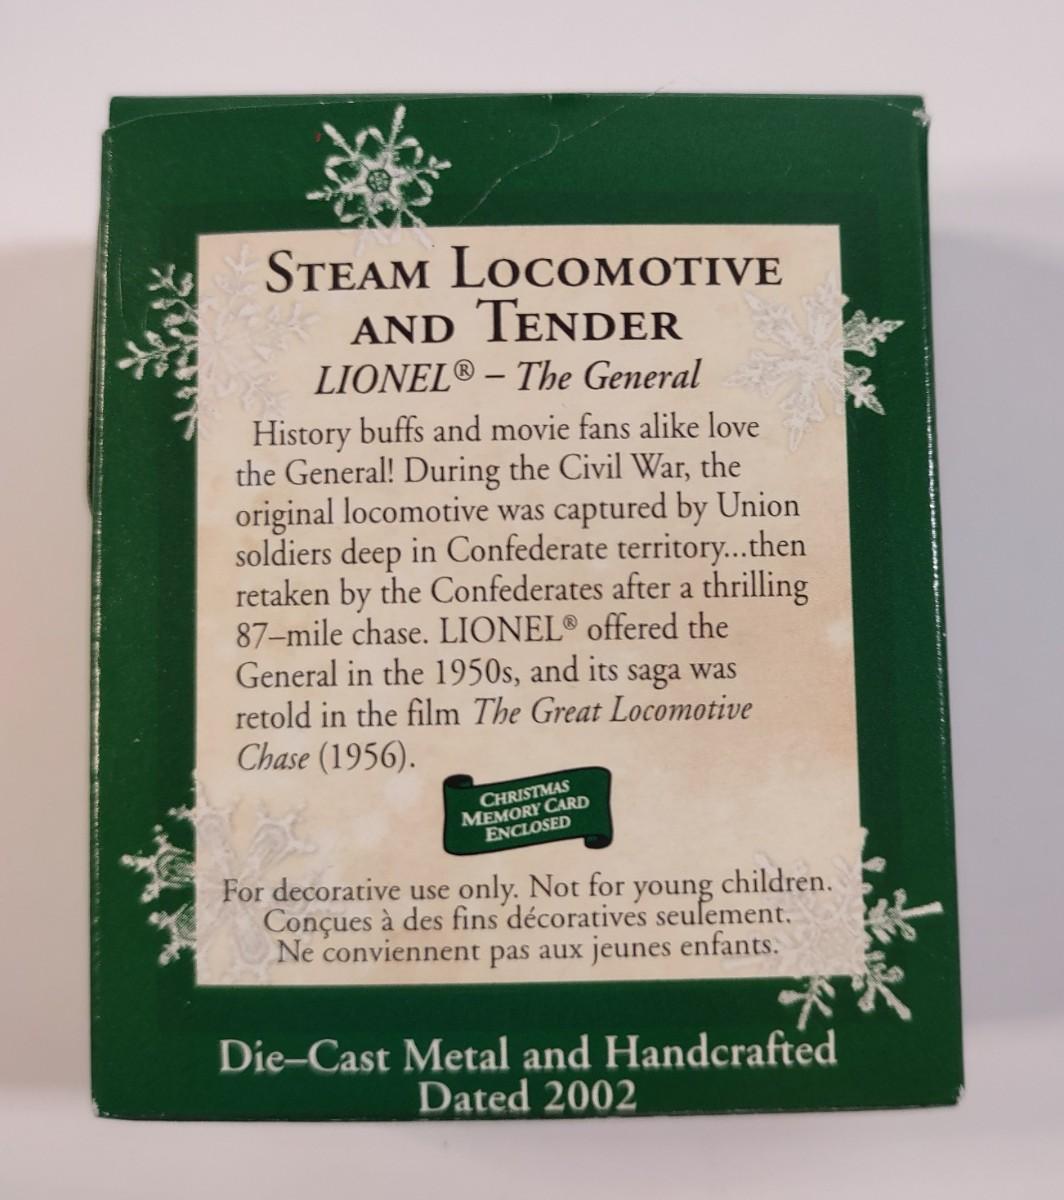 STEAM LOCOMOTIVE
AND TENDER
LIONEL® – The General
History buffs and movie fans alike love
the General! During the Civil War, the
original locomotive was captured by Union
soldiers deep in Confederate territory...then
retaken by the Confederates after a thrilling
87–mile chase. LIONEL® offered the
General in the 1950s, and its saga was
retold in the film The Great Locomotive
Chase (1956).
CHRISTMAS
MEMORY CARD
ENCLOSED
For decorative use only. Not for young children.
Conçues à des fins décoratives seulement.
Ne conviennent pas aux jeunes enfants.
Die–Cast Metal and Handcrafted
Dated 2002